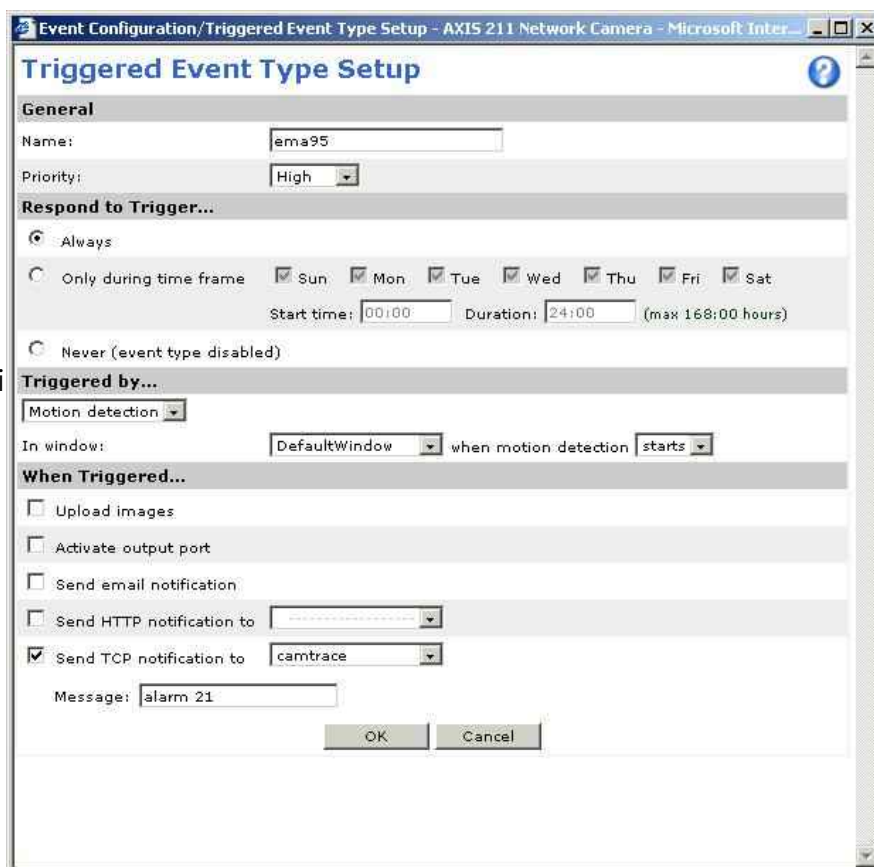 Event Configuration/Triggered Event Type Setup - AXIS 211 Network Camera - Microsoft Inter...
Triggered Event Type Setup
General
Name: ema95
Priority: High
Respond to Trigger...
Always
Only during time frame Sun Mon Tue Wed Thu Fri Sat
Start time: 00:00 Duration: 24:00 (max 168:00 hours)
Never (event type disabled)
i
Triggered by...
Motion detection
In window: DefaultWindow when motion detection starts
When Triggered...
Upload images
Activate output port
Send email notification
Send HTTP notification to ------------------
Send TCP notification to camtrace
Message: alarm 21
OK Cancel